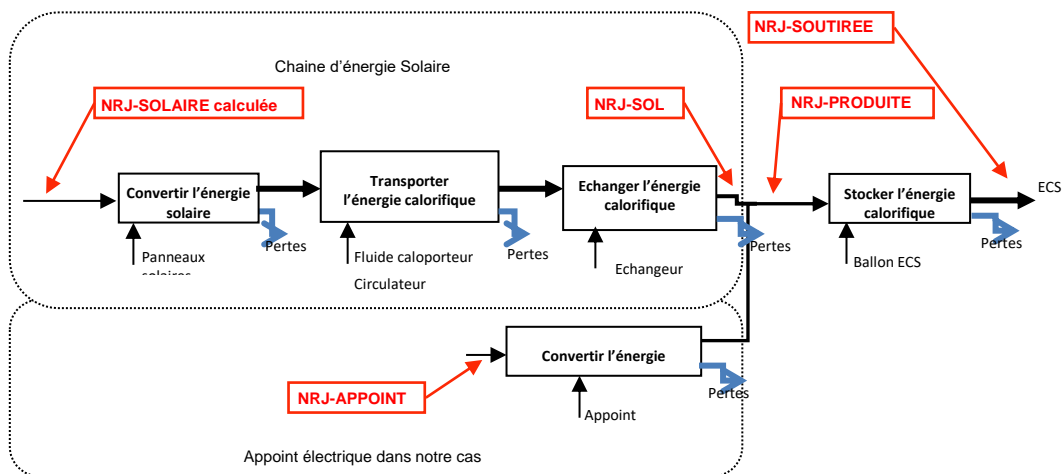 NRJ-SOUTIREE
Chaine d'énergie Solaire
NRJ-SOLAIRE calculée
NRJ-SOL
NRJ-PRODUITE
Convertir l'énergie
solaire
Transporter
l'énergie calorifique
Echanger l'énergie
calorifique
Stocker l'énergie
calorifique
ECS
Pertes
Pertes
Pertes
Pertes
Panneaux
solaires
Fluide caloporteur
Circulateur
Echangeur
Ballon ECS
Convertir l'énergie
NRJ-APPOINT
Pertes
Appoint
Appoint électrique dans notre cas